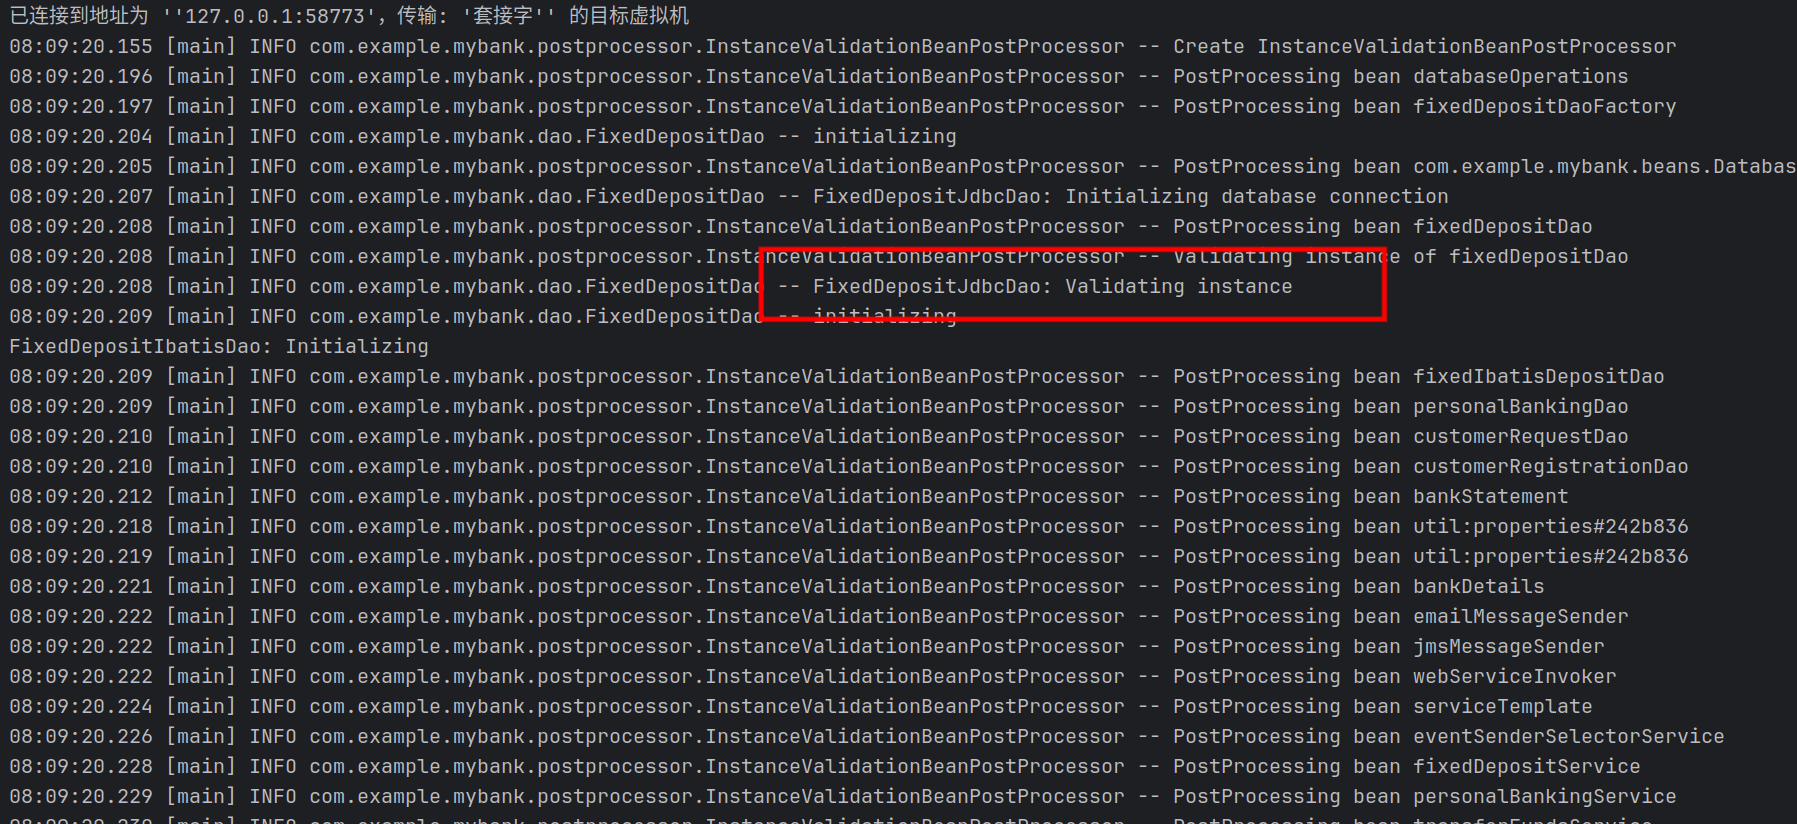 已连接到地址为 ''127.0.0.1:58773'，传输: '套接字'' 的目标虚拟机
08:09:20.155 [main] INFO com.example.mybank.postprocessor.InstanceValidationBeanPostProcessor -- Create InstanceValidationBeanPostProcessor
08:09:20.196 [main] INFO com.example.mybank.postprocessor.InstanceValidationBeanPostProcessor -- PostProcessing bean databaseOperations
08:09:20.197 [main] INFO com.example.mybank.postprocessor.InstanceValidationBeanPostProcessor -- PostProcessing bean fixedDepositDaoFactory
08:09:20.204 [main] INFO com.example.mybank.dao.FixedDepositDao -- initializing
08:09:20.205 [main] INFO com.example.mybank.postprocessor.InstanceValidationBeanPostProcessor -- PostProcessing bean com.example.mybank.beans.Databas
08:09:20.207 [main] INFO com.example.mybank.dao.FixedDepositDao -- FixedDepositJdbcDao: Initializing database connection
08:09:20.208 [main] INFO com.example.mybank.postprocessor.InstanceValidationBeanPostProcessor -- PostProcessing bean fixedDepositDao
08:09:20.208 [main] INFO com.example.mybank.postprocessor.InstanceValidationBeanPostProcessor -- Validating instance of fixedDepositDao
08:09:20.208 [main] INFO com.example.mybank.dao.FixedDepositDao -- FixedDepositJdbcDao: Validating instance
08:09:20.209 [main] INFO com.example.mybank.dao.FixedDepositDao -- initializing
FixedDepositIbatisDao: Initializing
08:09:20.209 [main] INFO com.example.mybank.postprocessor.InstanceValidationBeanPostProcessor -- PostProcessing bean fixedIbatisDepositDao
08:09:20.209 [main] INFO com.example.mybank.postprocessor.InstanceValidationBeanPostProcessor -- PostProcessing bean personalBankingDao
08:09:20.210 [main] INFO com.example.mybank.postprocessor.InstanceValidationBeanPostProcessor -- PostProcessing bean customerRequestDao
08:09:20.210 [main] INFO com.example.mybank.postprocessor.InstanceValidationBeanPostProcessor -- PostProcessing bean customerRegistrationDao
08:09:20.212 [main] INFO com.example.mybank.postprocessor.InstanceValidationBeanPostProcessor -- PostProcessing bean bankStatement
08:09:20.218 [main] INFO com.example.mybank.postprocessor.InstanceValidationBeanPostProcessor -- PostProcessing bean util:properties#242b836
08:09:20.219 [main] INFO com.example.mybank.postprocessor.InstanceValidationBeanPostProcessor -- PostProcessing bean util:properties#242b836
08:09:20.221 [main] INFO com.example.mybank.postprocessor.InstanceValidationBeanPostProcessor -- PostProcessing bean bankDetails
08:09:20.222 [main] INFO com.example.mybank.postprocessor.InstanceValidationBeanPostProcessor -- PostProcessing bean emailMessageSender
08:09:20.222 [main] INFO com.example.mybank.postprocessor.InstanceValidationBeanPostProcessor -- PostProcessing bean jmsMessageSender
08:09:20.222 [main] INFO com.example.mybank.postprocessor.InstanceValidationBeanPostProcessor -- PostProcessing bean webServiceInvoker
08:09:20.224 [main] INFO com.example.mybank.postprocessor.InstanceValidationBeanPostProcessor -- PostProcessing bean serviceTemplate
08:09:20.226 [main] INFO com.example.mybank.postprocessor.InstanceValidationBeanPostProcessor -- PostProcessing bean eventSenderSelectorService
08:09:20.228 [main] INFO com.example.mybank.postprocessor.InstanceValidationBeanPostProcessor -- PostProcessing bean fixedDepositService
08:09:20.229 [main] INFO com.example.mybank.postprocessor.InstanceValidationBeanPostProcessor -- PostProcessing bean personalBankingService